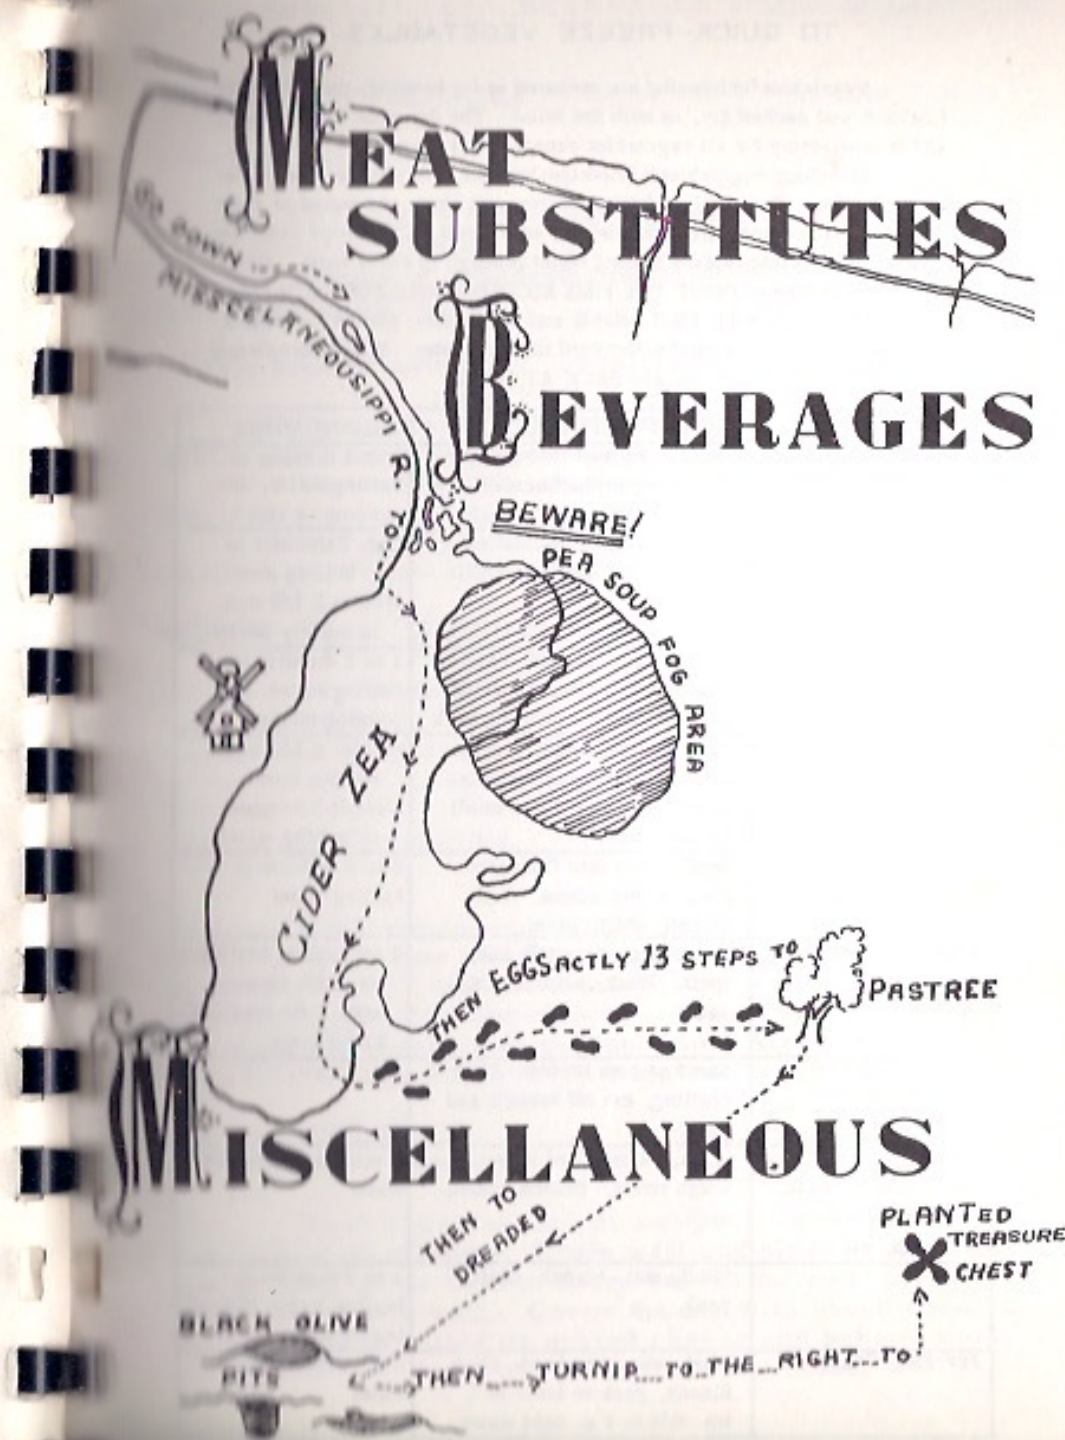 MEAT
SUBSTITUTES
GO DOWN
MISSCELANEOUSIPPI R. TO
BEVERAGES
BEWARE!
PEA SOUP FOG AREA
CIDER ZEA
THEN EGGSACTLY 13 STEPS TO
PASTREE
MISCELLANEOUS
THEN TO
DREADED
PLANTED
TREASURE
CHEST
BLACK OLIVE
PITS
THEN TURNIP TO THE RIGHT TO